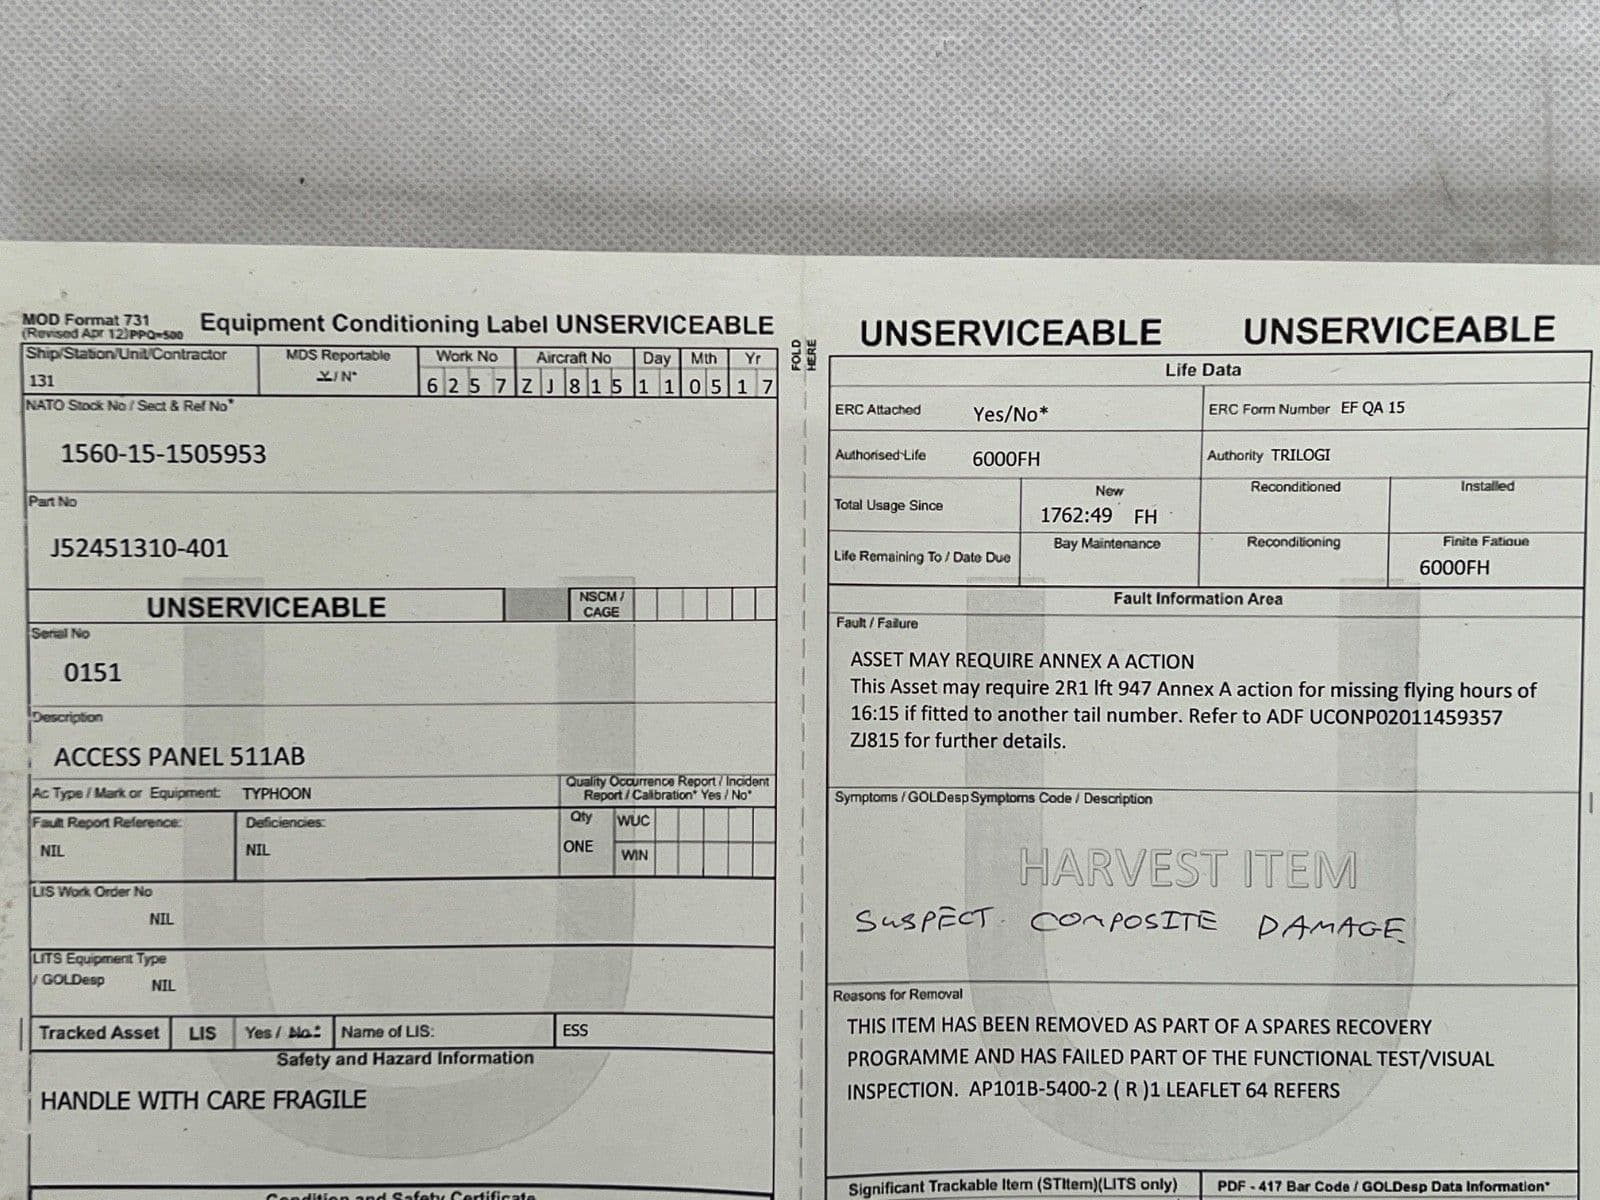 MOD Format 731
(Revised Apr 12)PPQ=500
Equipment Conditioning Label UNSERVICEABLE
Ship/Station/Unit/Contractor
131
MDS Reportable
Y/N*
Work No
6257
Aircraft No
ZJ815
Day
11
Mth
05
Yr
17
NATO Stock No / Sect & Ref No*
1560-15-1505953
Part No
J52451310-401
UNSERVICEABLE
NSCM /
CAGE
Serial No
0151
Description
ACCESS PANEL 511AB
Ac Type / Mark or Equipment: TYPHOON
Quality Occurrence Report / Incident
Report / Calibration* Yes / No*
Fault Report Reference:
NIL
Deficiencies:
NIL
Qty
ONE
WUC
WIN
LIS Work Order No
NIL
LITS Equipment Type
/ GOLDesp NIL
Tracked Asset
LIS
Yes / No*:
Name of LIS:
ESS
Safety and Hazard Information
HANDLE WITH CARE FRAGILE
Condition and Safety Certificate
FOLD
HERE
UNSERVICEABLE UNSERVICEABLE
Life Data
ERC Attached Yes/No*
ERC Form Number EF QA 15
Authorised Life 6000FH
Authority TRILOGI
Total Usage Since
New
1762:49 FH
Reconditioned
Installed
Life Remaining To / Date Due
Bay Maintenance
Reconditioning
Finite Fatigue
6000FH
Fault Information Area
Fault / Failure
ASSET MAY REQUIRE ANNEX A ACTION
This Asset may require 2R1 lft 947 Annex A action for missing flying hours of
16:15 if fitted to another tail number. Refer to ADF UCONP02011459357
ZJ815 for further details.
Symptoms / GOLDesp Symptoms Code / Description
HARVEST ITEM
SUSPECT COMPOSITE DAMAGE
Reasons for Removal
THIS ITEM HAS BEEN REMOVED AS PART OF A SPARES RECOVERY
PROGRAMME AND HAS FAILED PART OF THE FUNCTIONAL TEST/VISUAL
INSPECTION. AP101B-5400-2 ( R )1 LEAFLET 64 REFERS
Significant Trackable Item (STItem)(LITS only)
PDF - 417 Bar Code / GOLDesp Data Information*